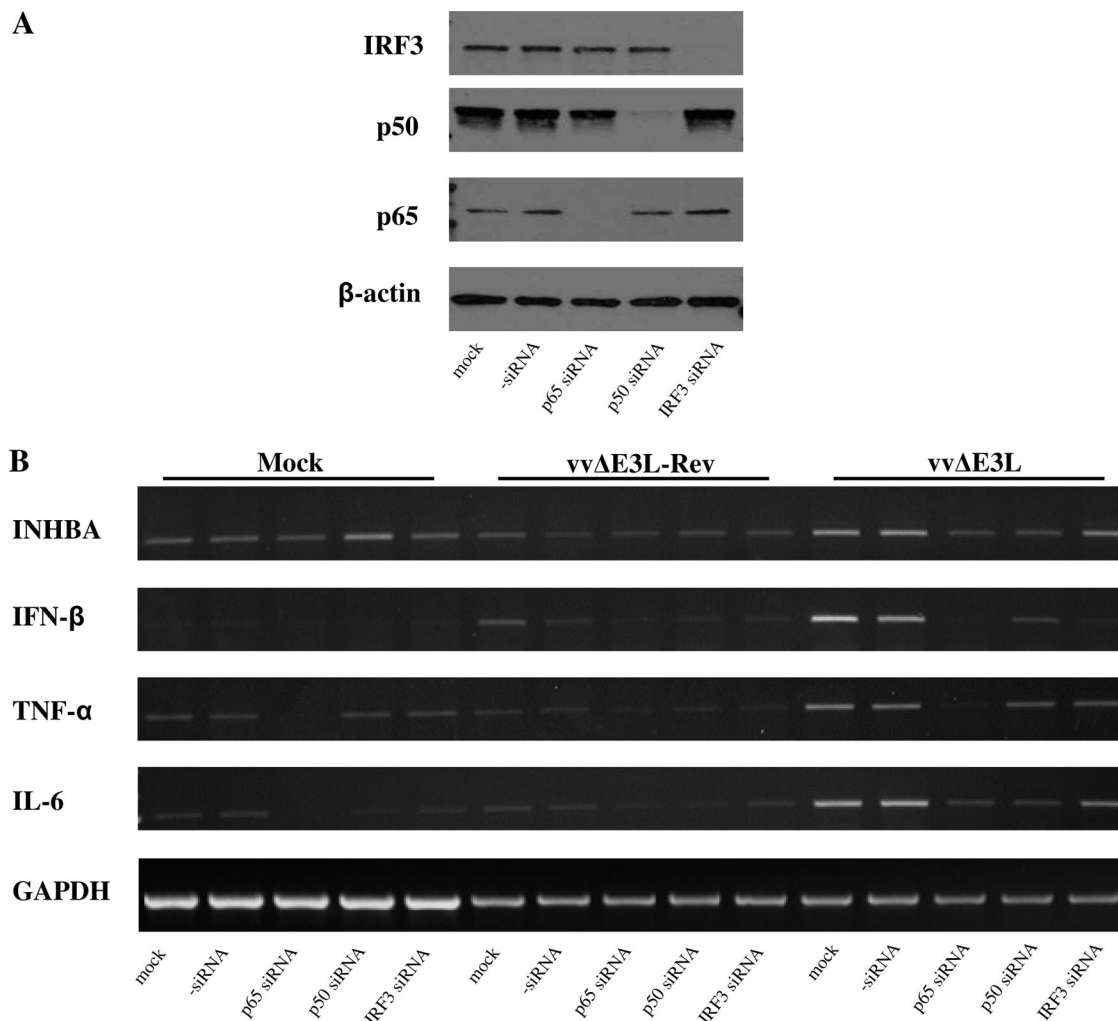 A
IRF3
p50
p65
β-actin
mock
-siRNA
p65 siRNA
p50 siRNA
IRF3 siRNA
B
Mock
vvΔE3L-Rev
vvΔE3L
INHBA
IFN-β
TNF-α
IL-6
GAPDH
mock
-siRNA
p65 siRNA
p50 siRNA
IRF3 siRNA
mock
-siRNA
p65 siRNA
p50 siRNA
IRF3 siRNA
mock
-siRNA
p65 siRNA
p50 siRNA
IRF3 siRNA